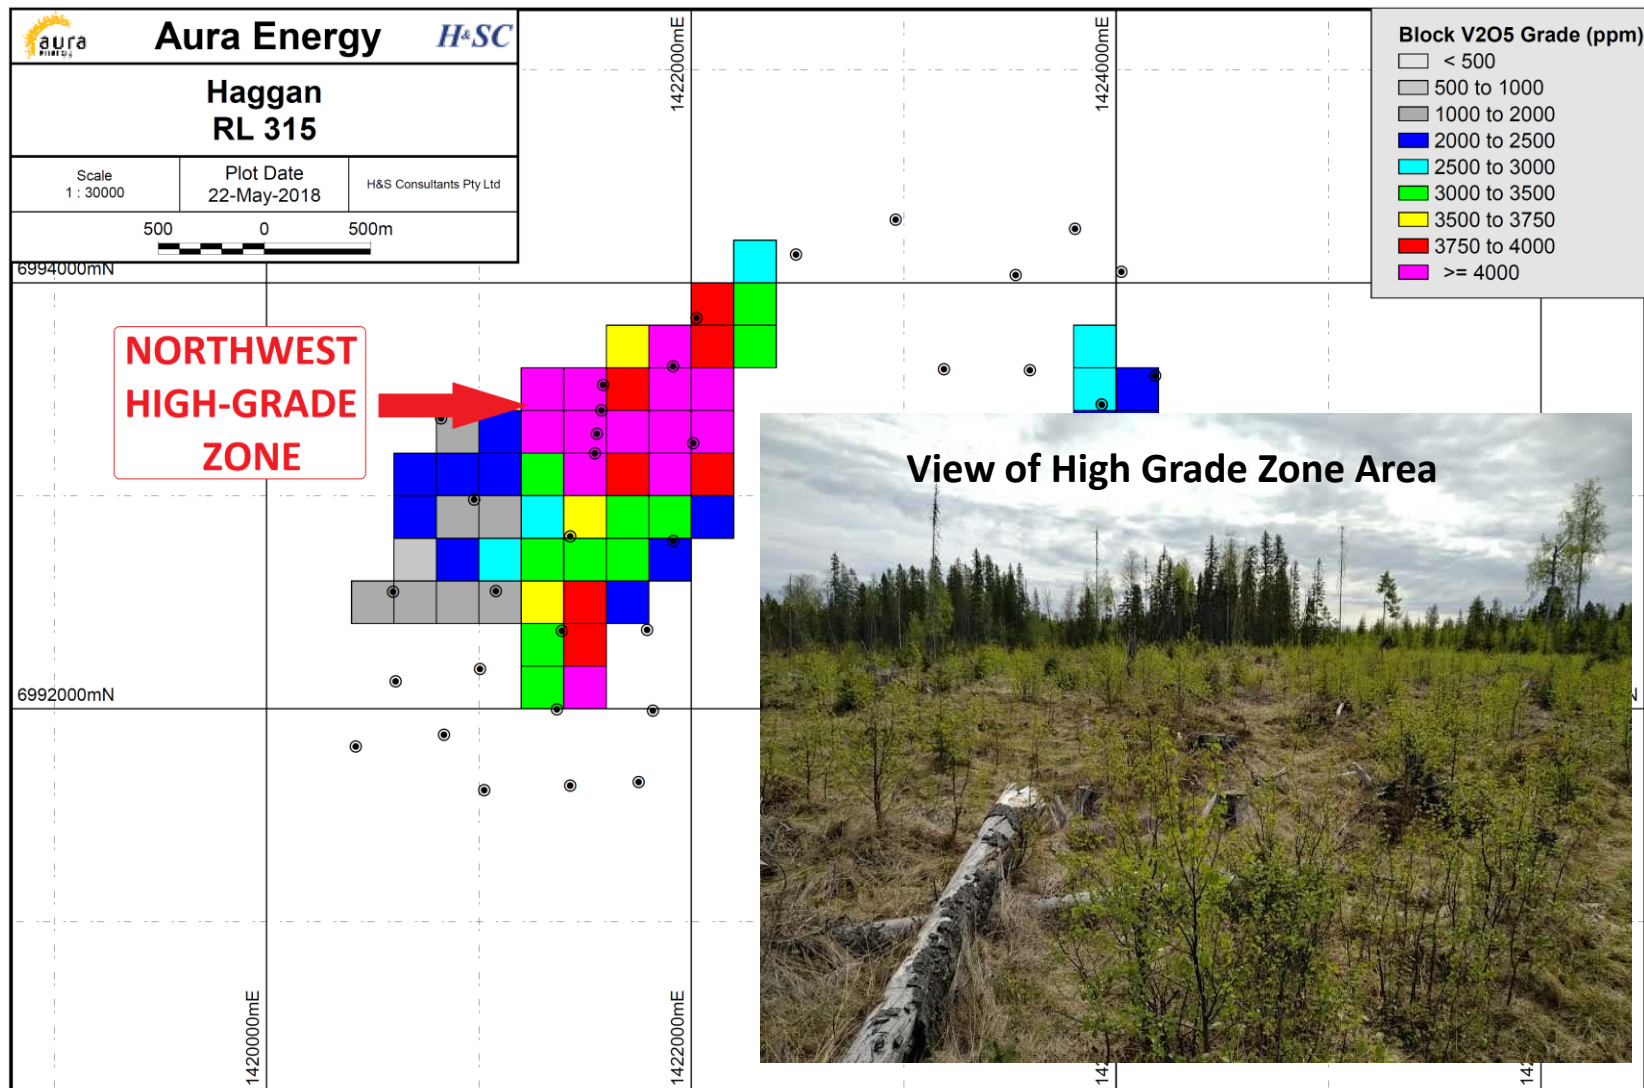 aura
ENERGY
Aura Energy
H&SC
Haggan
RL 315
Scale
1 : 30000
Plot Date
22-May-2018
H&S Consultants Pty Ltd
500
0
500m
1422000mE
1424000mE
Block V2O5 Grade (ppm)
< 500
500 to 1000
1000 to 2000
2000 to 2500
2500 to 3000
3000 to 3500
3500 to 3750
3750 to 4000
>= 4000
6994000mN
NORTHWEST
HIGH-GRADE
ZONE
View of High Grade Zone Area
6992000mN
N
1420000mE
1422000mE